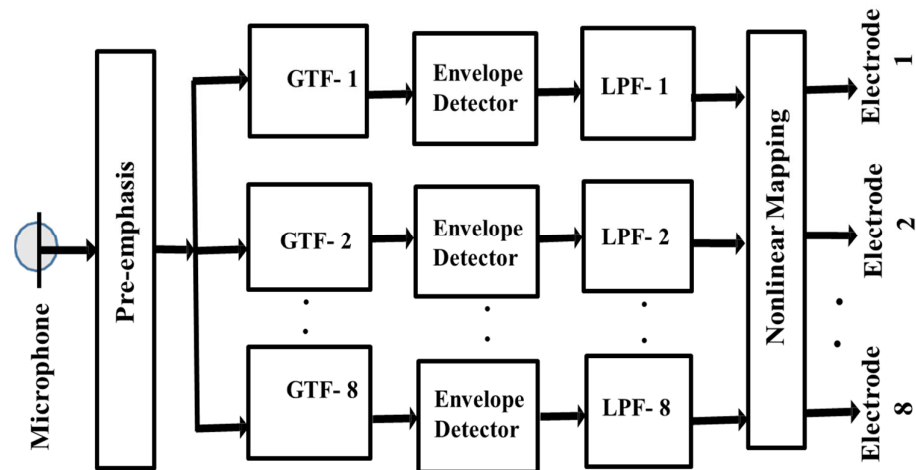 Microphone
Pre-emphasis
GTF- 1
Envelope
Detector
LPF- 1
GTF- 2
Envelope
Detector
LPF- 2
GTF- 8
Envelope
Detector
LPF- 8
Nonlinear Mapping
Electrode
1
Electrode
2
Electrode
8